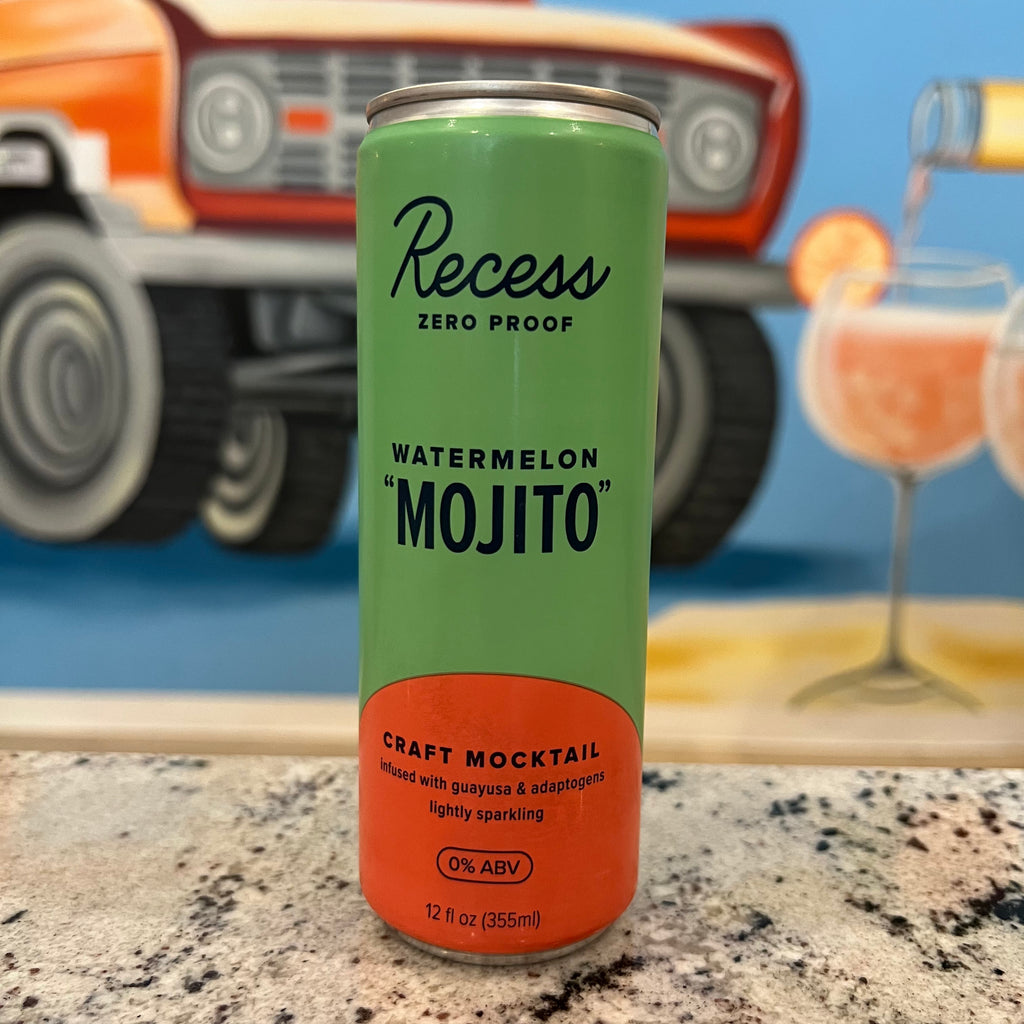 Recess
ZERO PROOF
WATERMELON
“MOJITO”
CRAFT MOCKTAIL
infused with guayusa & adaptogens
lightly sparkling
0% ABV
12 fl oz (355ml)